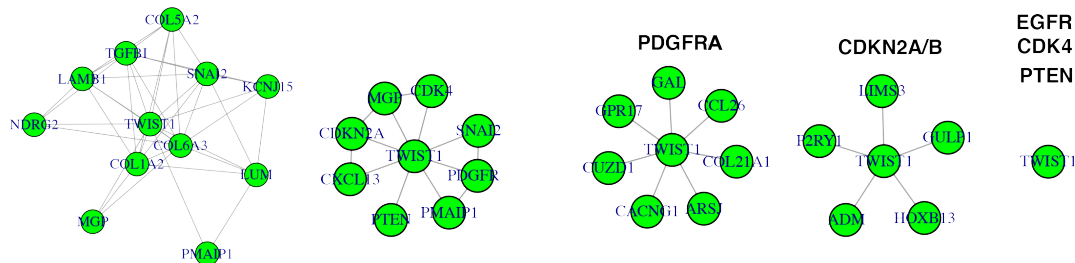 COL5A2
TGFBI
LAMB1
SNAI2
KCNJ15
NDRG2
TWIST1
COL6A3
COL1A2
LUM
MGP
PMAIP1
MGP
CDK4
CDKN2A
SNAI2
TWIST1
CXCL13
PDGFR
PTEN
PMAIP1
PDGFRA
GAL
GPR17
CCL26
TWIST1
CUZD1
COL21A1
CACNG1
ARSJ
CDKN2A/B
LIMS3
P2RY1
GULP1
TWIST1
ADM
HOXB13
EGFR
CDK4
PTEN
TWIST1